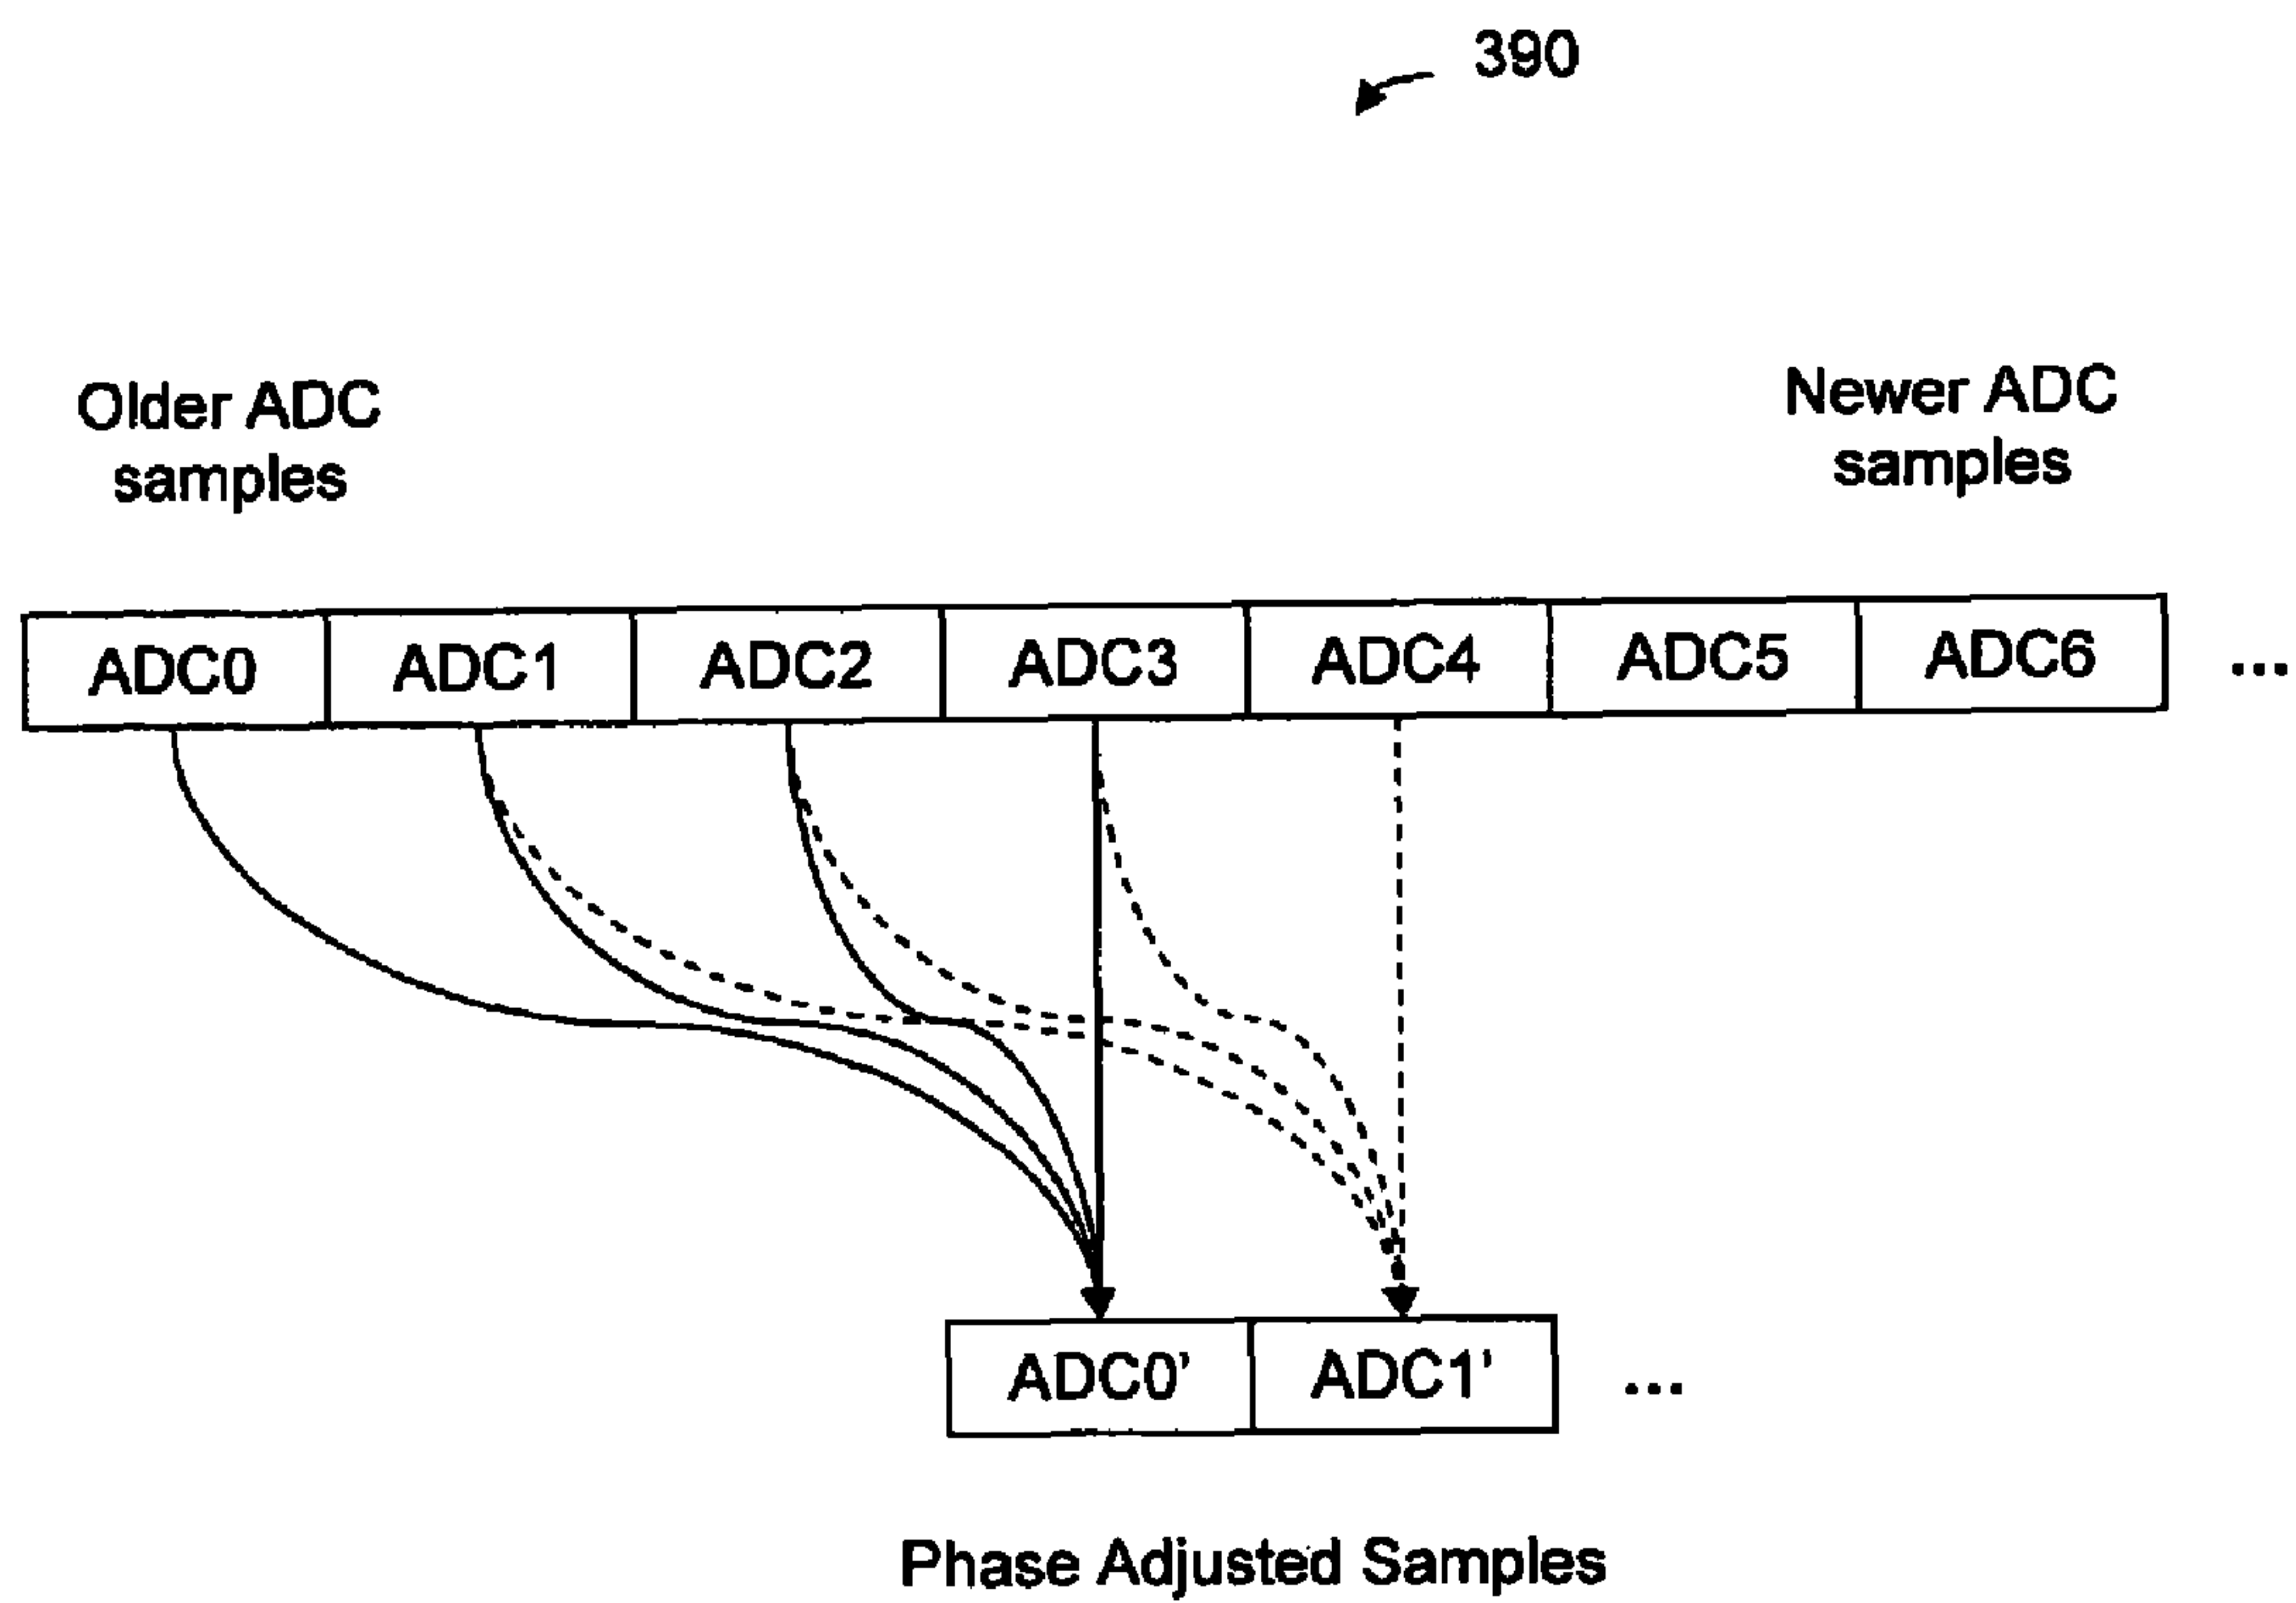 390
Older ADC
samples
Newer ADC
samples
ADC0 ADC1 ADC2 ADC3 ADC4 ADC5 ADC6 ...
ADC0' ADC1' ...
Phase Adjusted Samples